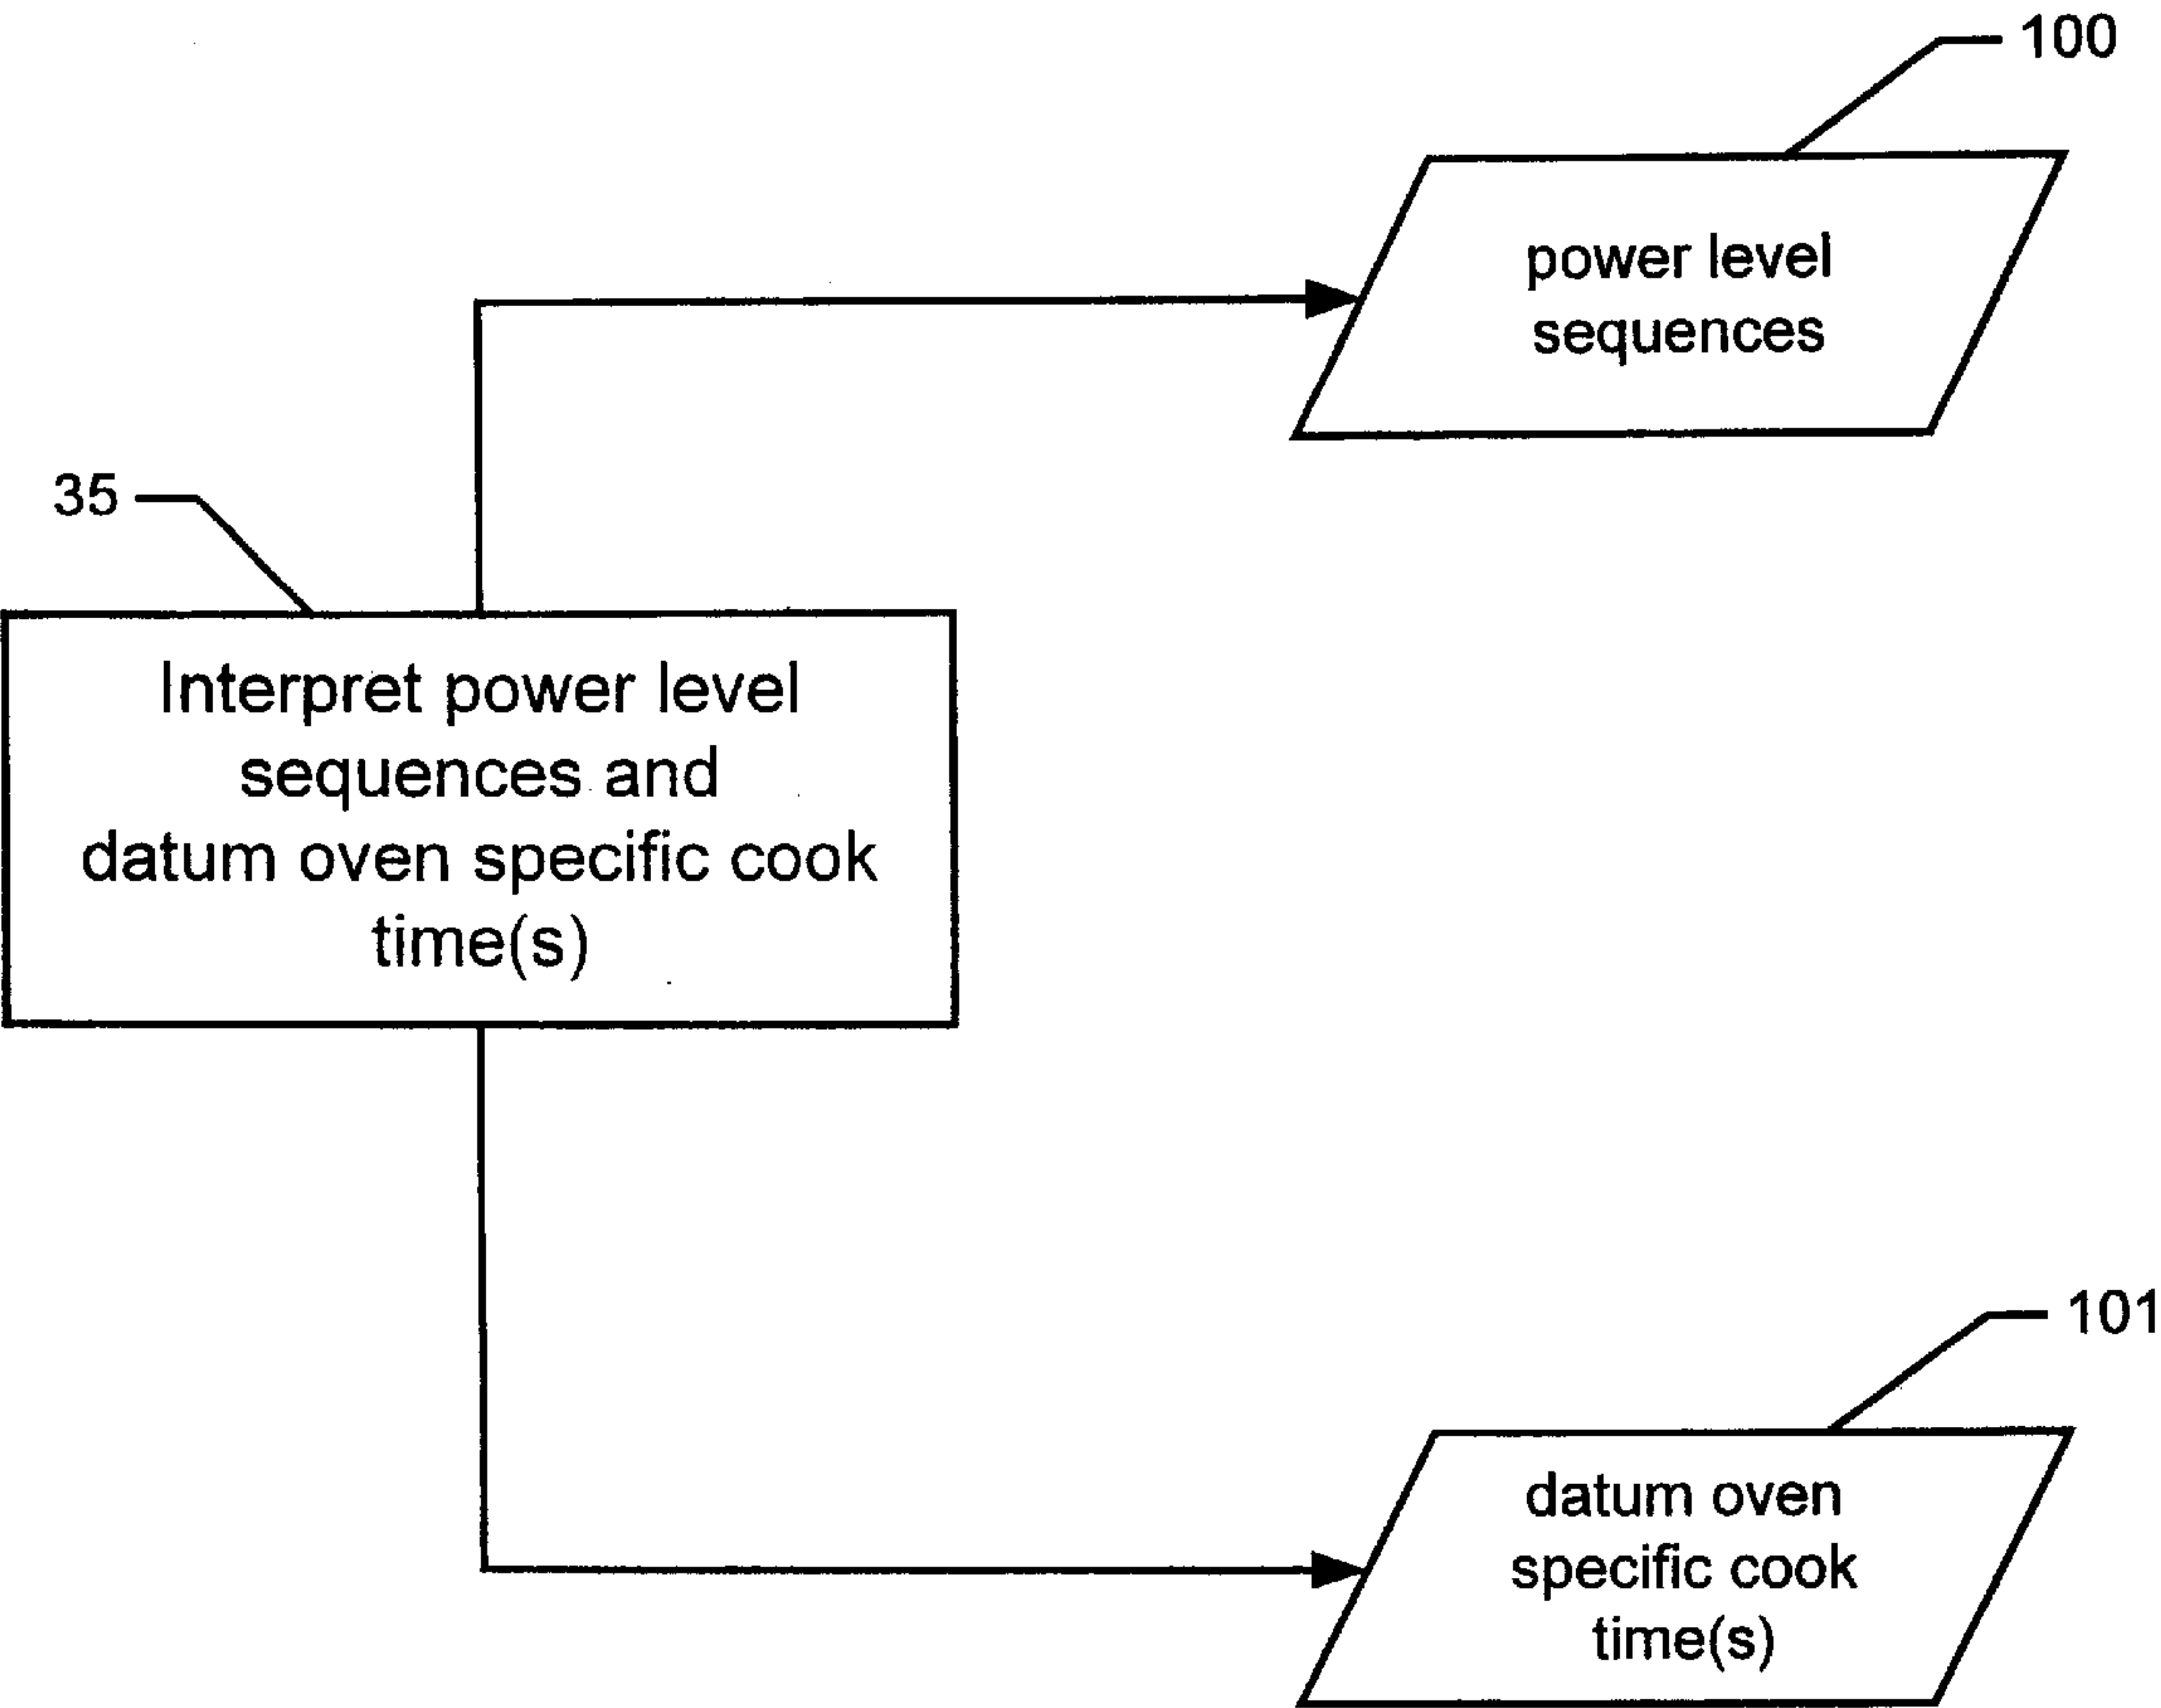 100
power level
sequences
35
Interpret power level
sequences and
datum oven specific cook
time(s)
101
datum oven
specific cook
time(s)